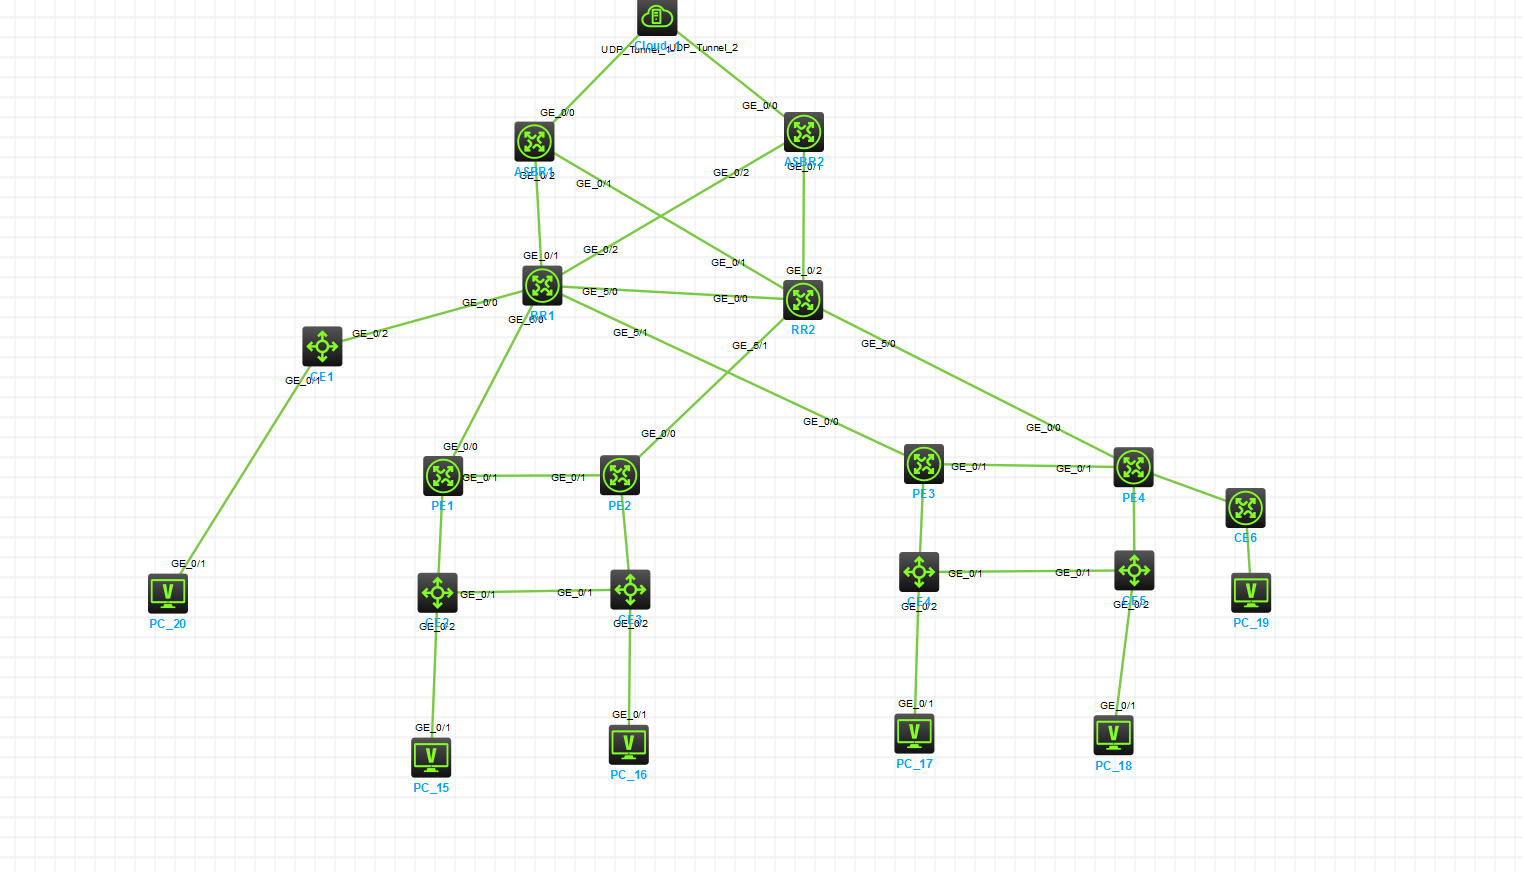 Cloud_1
UDP_Tunnel_1
UDP_Tunnel_2
GE_0/0
GE_0/0
ASBR1
ASBR2
GE_0/2
GE_0/1
GE_0/2
GE_0/1
GE_0/1
GE_0/2
GE_0/1
GE_0/2
GE_0/0
GE_5/0
GE_0/0
RR1
RR2
GE_0/2
GE_5/1
GE_5/1
GE_5/0
CE1
GE_0/1
GE_0/0
GE_0/0
GE_0/0
GE_0/0
GE_0/1
GE_0/1
GE_0/1
GE_0/1
PE1
PE2
PE3
PE4
CE6
GE_0/1
PC_20
GE_0/1
GE_0/1
GE_0/1
GE_0/1
CE2
CE3
CE4
CE5
GE_0/2
GE_0/2
GE_0/2
GE_0/2
PC_19
GE_0/1
GE_0/1
GE_0/1
GE_0/1
PC_15
PC_16
PC_17
PC_18